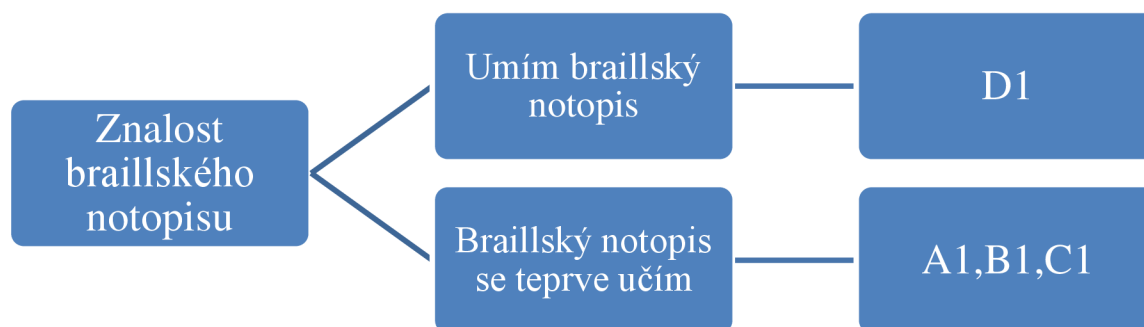 Znalost
braillského
notopisu
Umím braillský
notopis
D1
Braillský notopis
se teprve učím
A1,B1,C1